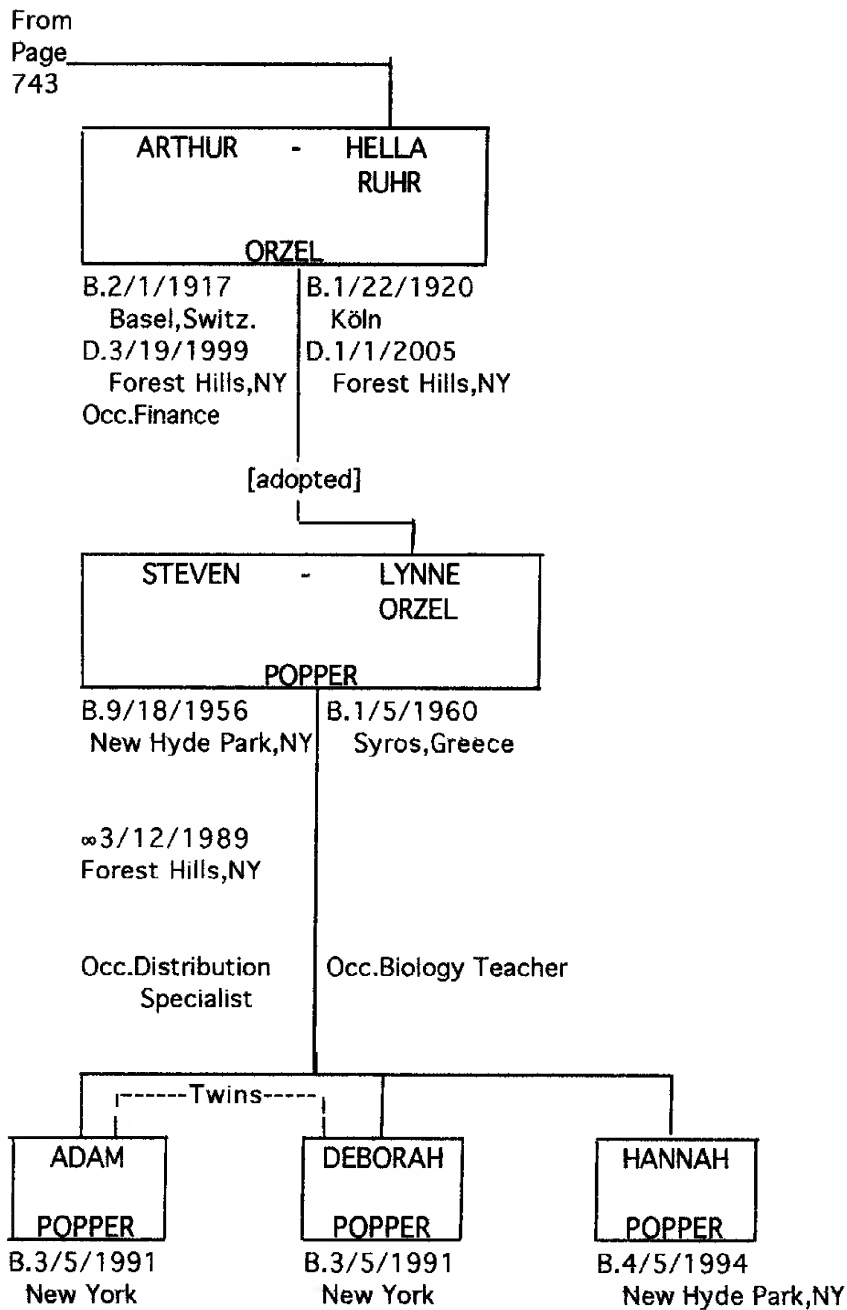 From
Page
743
ARTHUR - HELLA
RUHR
ORZEL
B.2/1/1917 B.1/22/1920
Basel,Switz. Köln
D.3/19/1999 D.1/1/2005
Forest Hills,NY Forest Hills,NY
Occ.Finance
[adopted]
STEVEN - LYNNE
ORZEL
POPPER
B.9/18/1956 B.1/5/1960
New Hyde Park,NY Syros,Greece
∞3/12/1989
Forest Hills,NY
Occ.Distribution Occ.Biology Teacher
Specialist
------Twins-----
ADAM DEBORAH HANNAH
POPPER POPPER POPPER
B.3/5/1991 B.3/5/1991 B.4/5/1994
New York New York New Hyde Park,NY